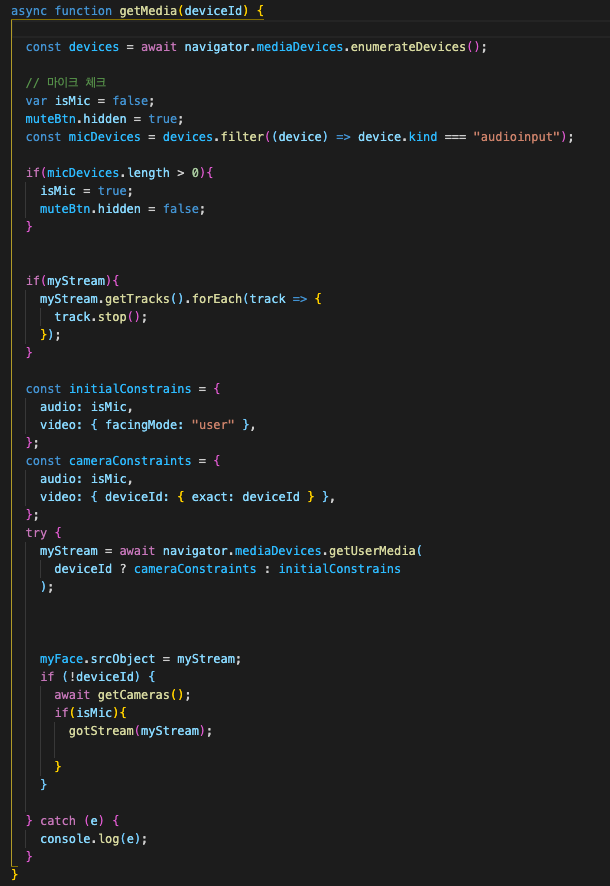 async function getMedia(deviceId) {
const devices = await navigator.mediaDevices.enumerateDevices();
// 마이크 체크
var isMic = false;
muteBtn.hidden = true;
const micDevices = devices.filter((device) => device.kind === "audioinput");
if(micDevices.length > 0){
isMic = true;
muteBtn.hidden = false;
}
if(myStream){
myStream.getTracks().forEach(track => {
track.stop();
});
}
const initialConstrains = {
audio: isMic,
video: { facingMode: "user" },
};
const cameraConstraints = {
audio: isMic,
video: { deviceId: { exact: deviceId } },
};
try {
myStream = await navigator.mediaDevices.getUserMedia(
deviceId ? cameraConstraints : initialConstrains
);
myFace.srcObject = myStream;
if (!deviceId) {
await getCameras();
if(isMic){
gotStream(myStream);
}
}
} catch (e) {
console.log(e);
}
}